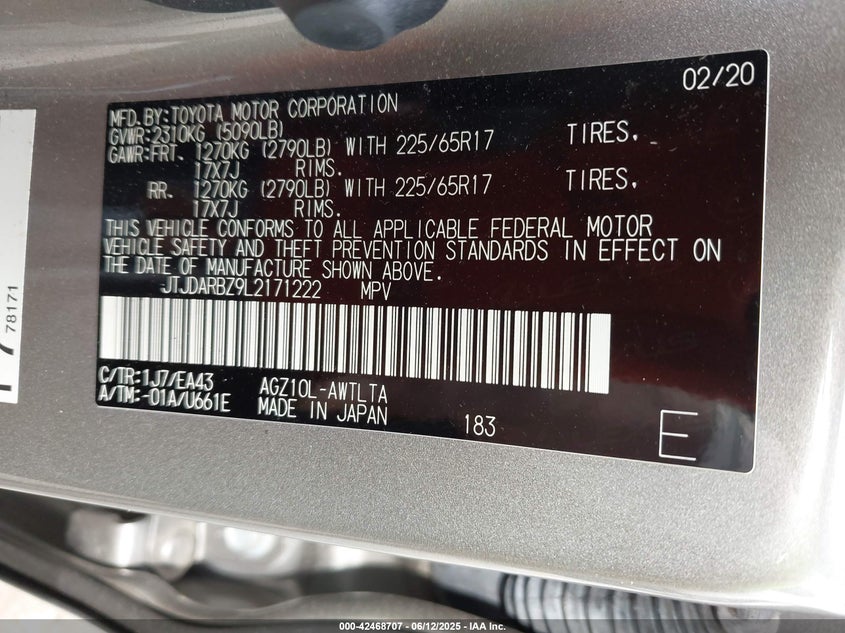 02/20
MFD.BY:TOYOTA MOTOR CORPORATION
GVWR:2310KG (5090LB)
GAWR:FRT. 1270KG (2790LB) WITH 225/65R17 TIRES,
17X7J RIMS.
RR. 1270KG (2790LB) WITH 225/65R17 TIRES,
17X7J RIMS.
THIS VEHICLE CONFORMS TO ALL APPLICABLE FEDERAL MOTOR
VEHICLE SAFETY AND THEFT PREVENTION STANDARDS IN EFFECT ON
THE DATE OF MANUFACTURE SHOWN ABOVE.
JTJDARBZ9L2171222 MPV
C/TR:1J7/EA43 AGZ10L-AWTLTA
A/TM:-01A/U661E MADE IN JAPAN 183 E
78171
000-42468707 - 06/12/2025 - IAA Inc.